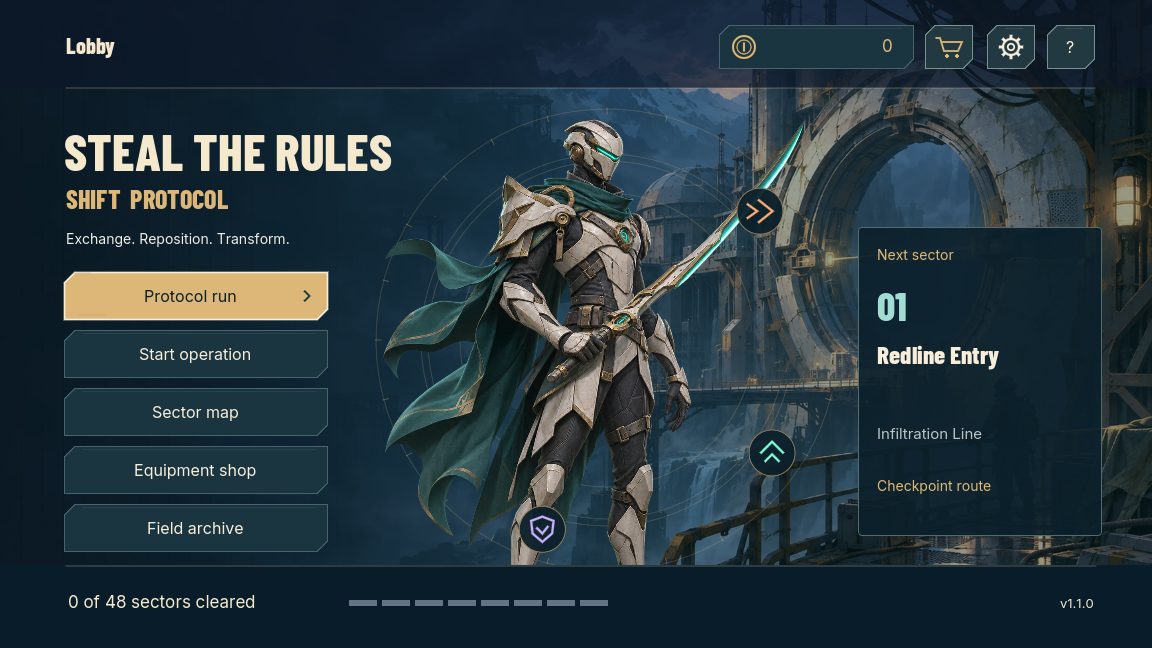 Lobby
0
?
STEAL THE RULES
SHIFT PROTOCOL
Exchange. Reposition. Transform.
Protocol run
Start operation
Sector map
Equipment shop
Field archive
Next sector
01
Redline Entry
Infiltration Line
Checkpoint route
0 of 48 sectors cleared
v1.1.0